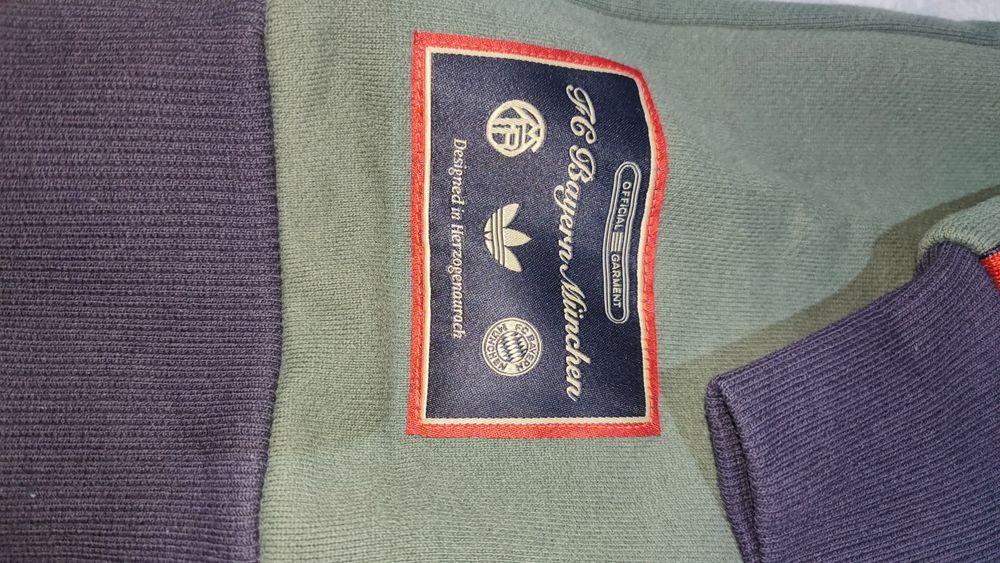 OFFICIAL GARMENT
FC Bayern München
FC BAYERN
MÜNCHEN
Designed in Herzogenaurach